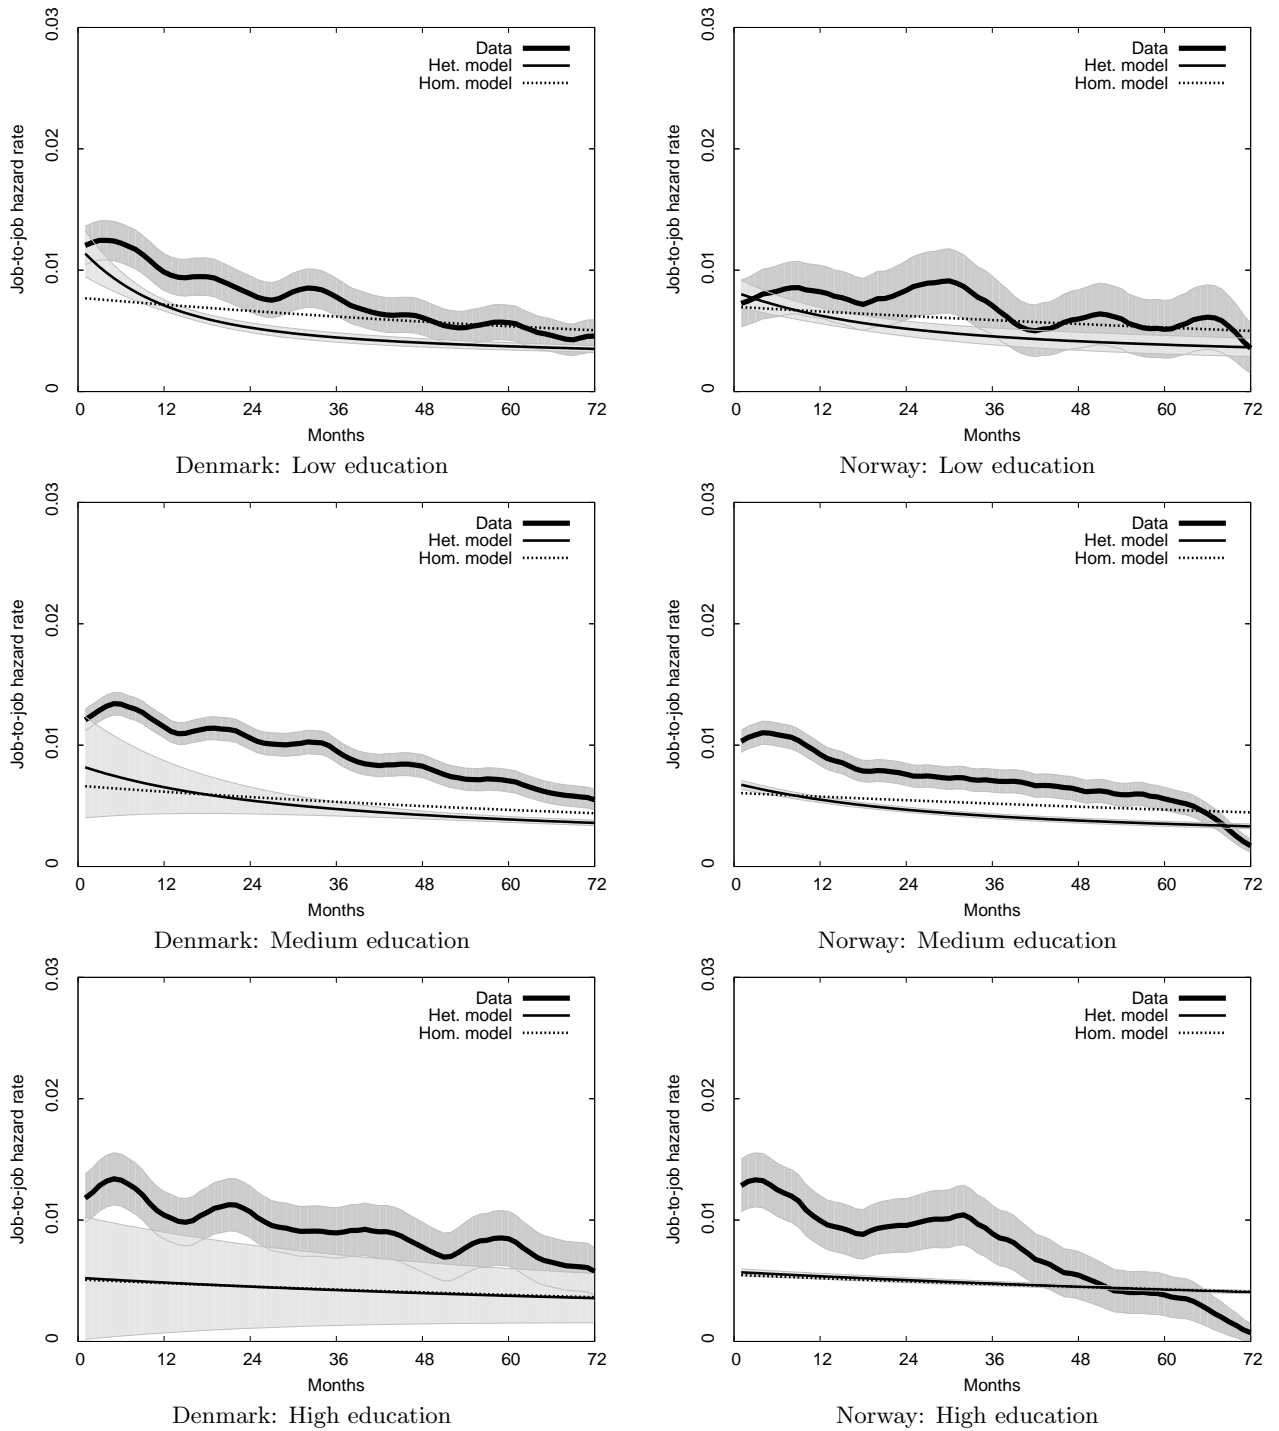 0.03
0.02
0.01
0
Job-to-job hazard rate
Data
Het. model
Hom. model
0 12 24 36 48 60 72
Months
Denmark: Low education
0.03
0.02
0.01
0
Job-to-job hazard rate
Data
Het. model
Hom. model
0 12 24 36 48 60 72
Months
Norway: Low education
0.03
0.02
0.01
0
Job-to-job hazard rate
Data
Het. model
Hom. model
0 12 24 36 48 60 72
Months
Denmark: Medium education
0.03
0.02
0.01
0
Job-to-job hazard rate
Data
Het. model
Hom. model
0 12 24 36 48 60 72
Months
Norway: Medium education
0.03
0.02
0.01
0
Job-to-job hazard rate
Data
Het. model
Hom. model
0 12 24 36 48 60 72
Months
Denmark: High education
0.03
0.02
0.01
0
Job-to-job hazard rate
Data
Het. model
Hom. model
0 12 24 36 48 60 72
Months
Norway: High education